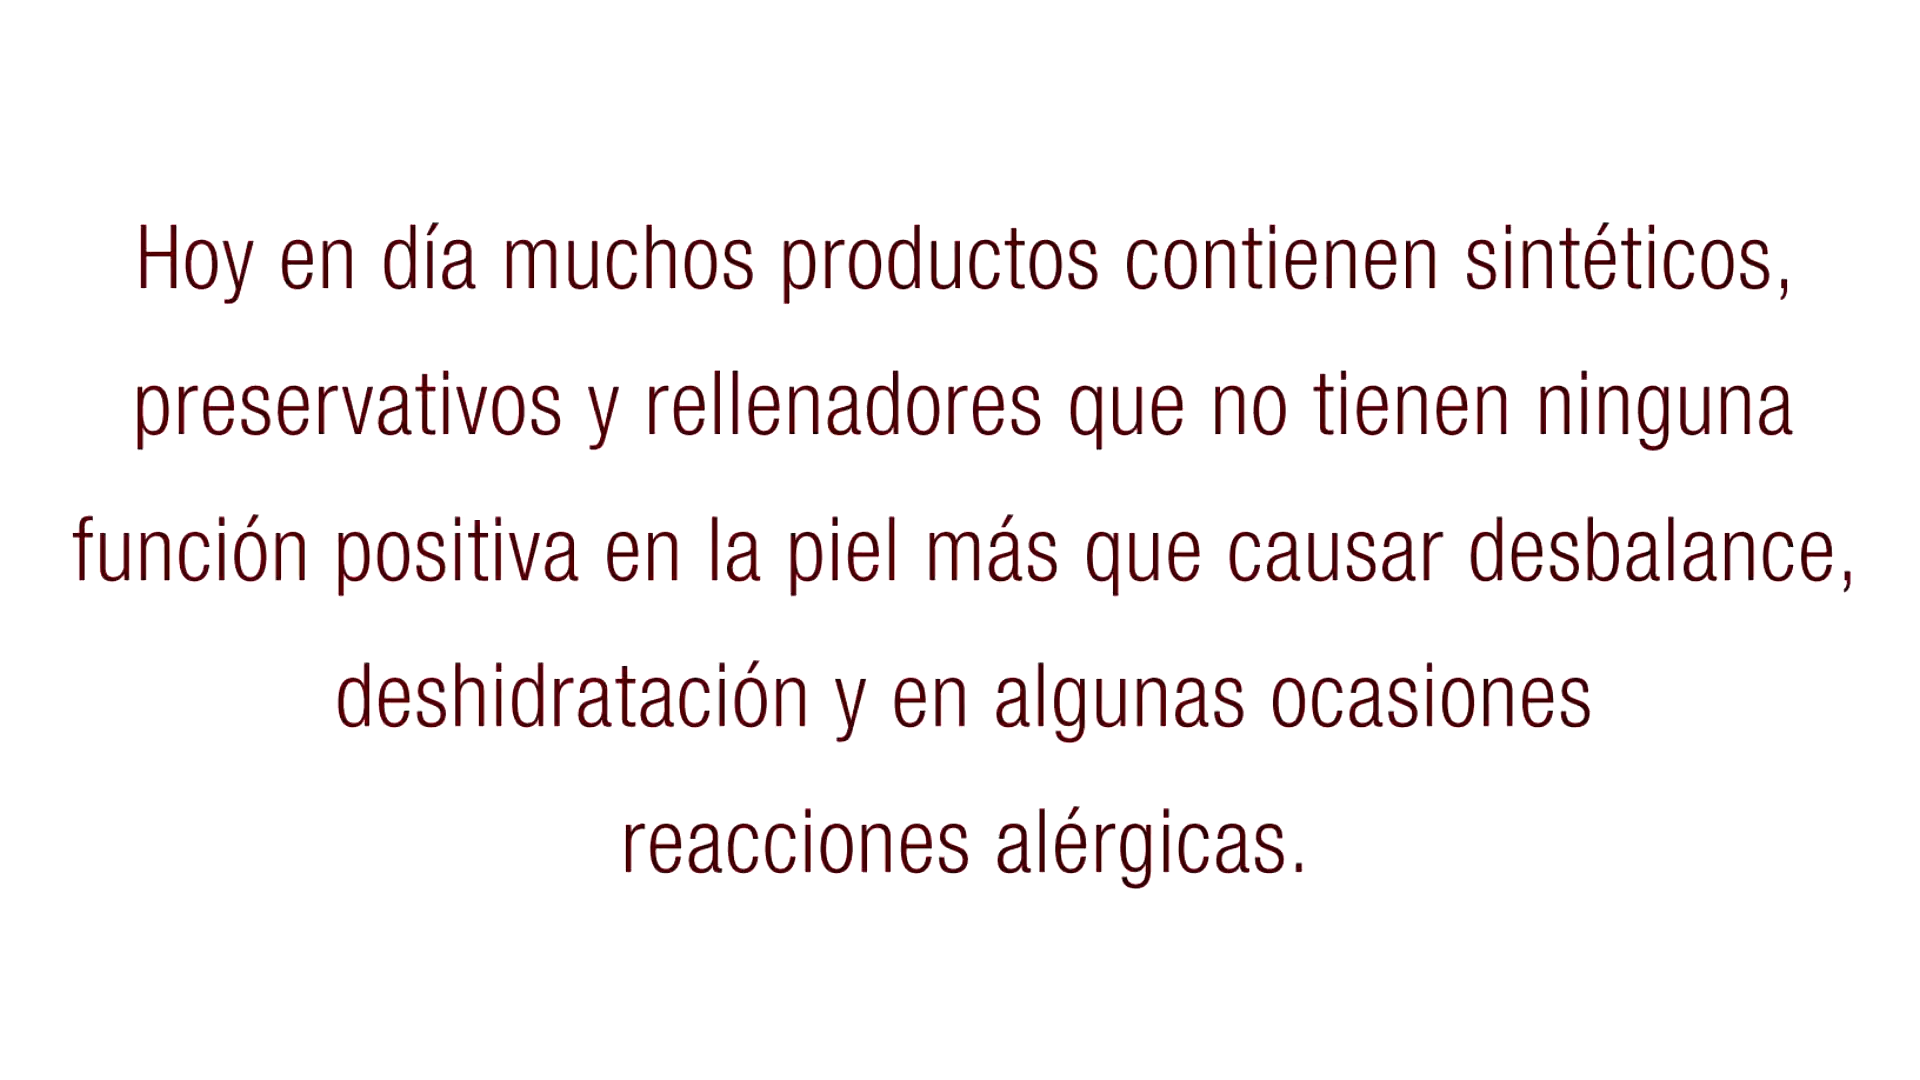 Hoy en día muchos productos contienen sintéticos,
preservativos y rellenadores que no tienen ninguna
función positiva en la piel más que causar desbalance,
deshidratación y en algunas ocasiones
reacciones alérgicas.